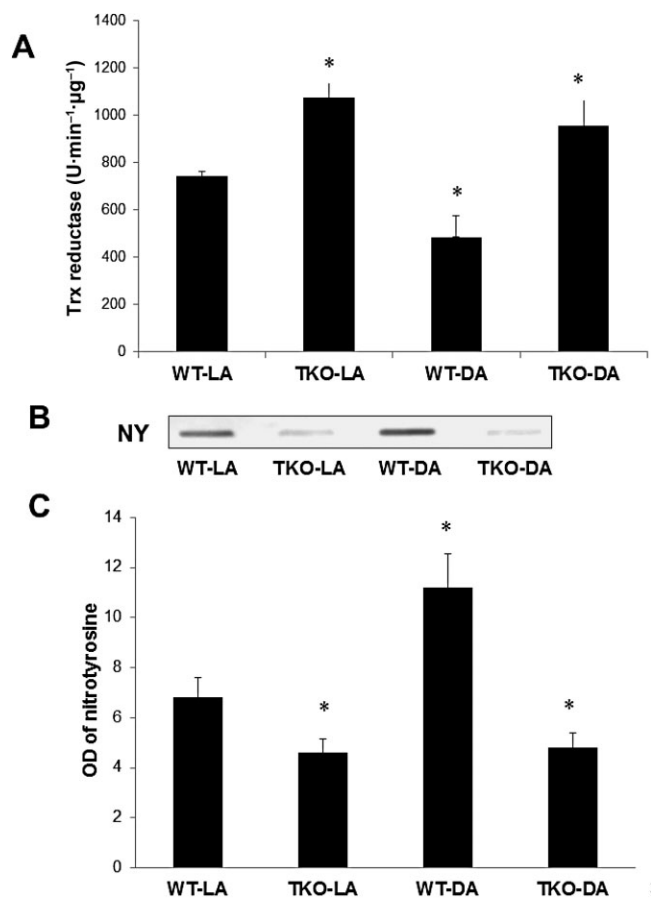 A
Trx reductase (U·min⁻¹·µg⁻¹)
1400
1200
1000
800
600
400
200
0
*
*
*
WT-LA TKO-LA WT-DA TKO-DA
B
NY
WT-LA TKO-LA WT-DA TKO-DA
C
OD of nitrotyrosine
14
12
10
8
6
4
2
0
*
*
*
WT-LA TKO-LA WT-DA TKO-DA